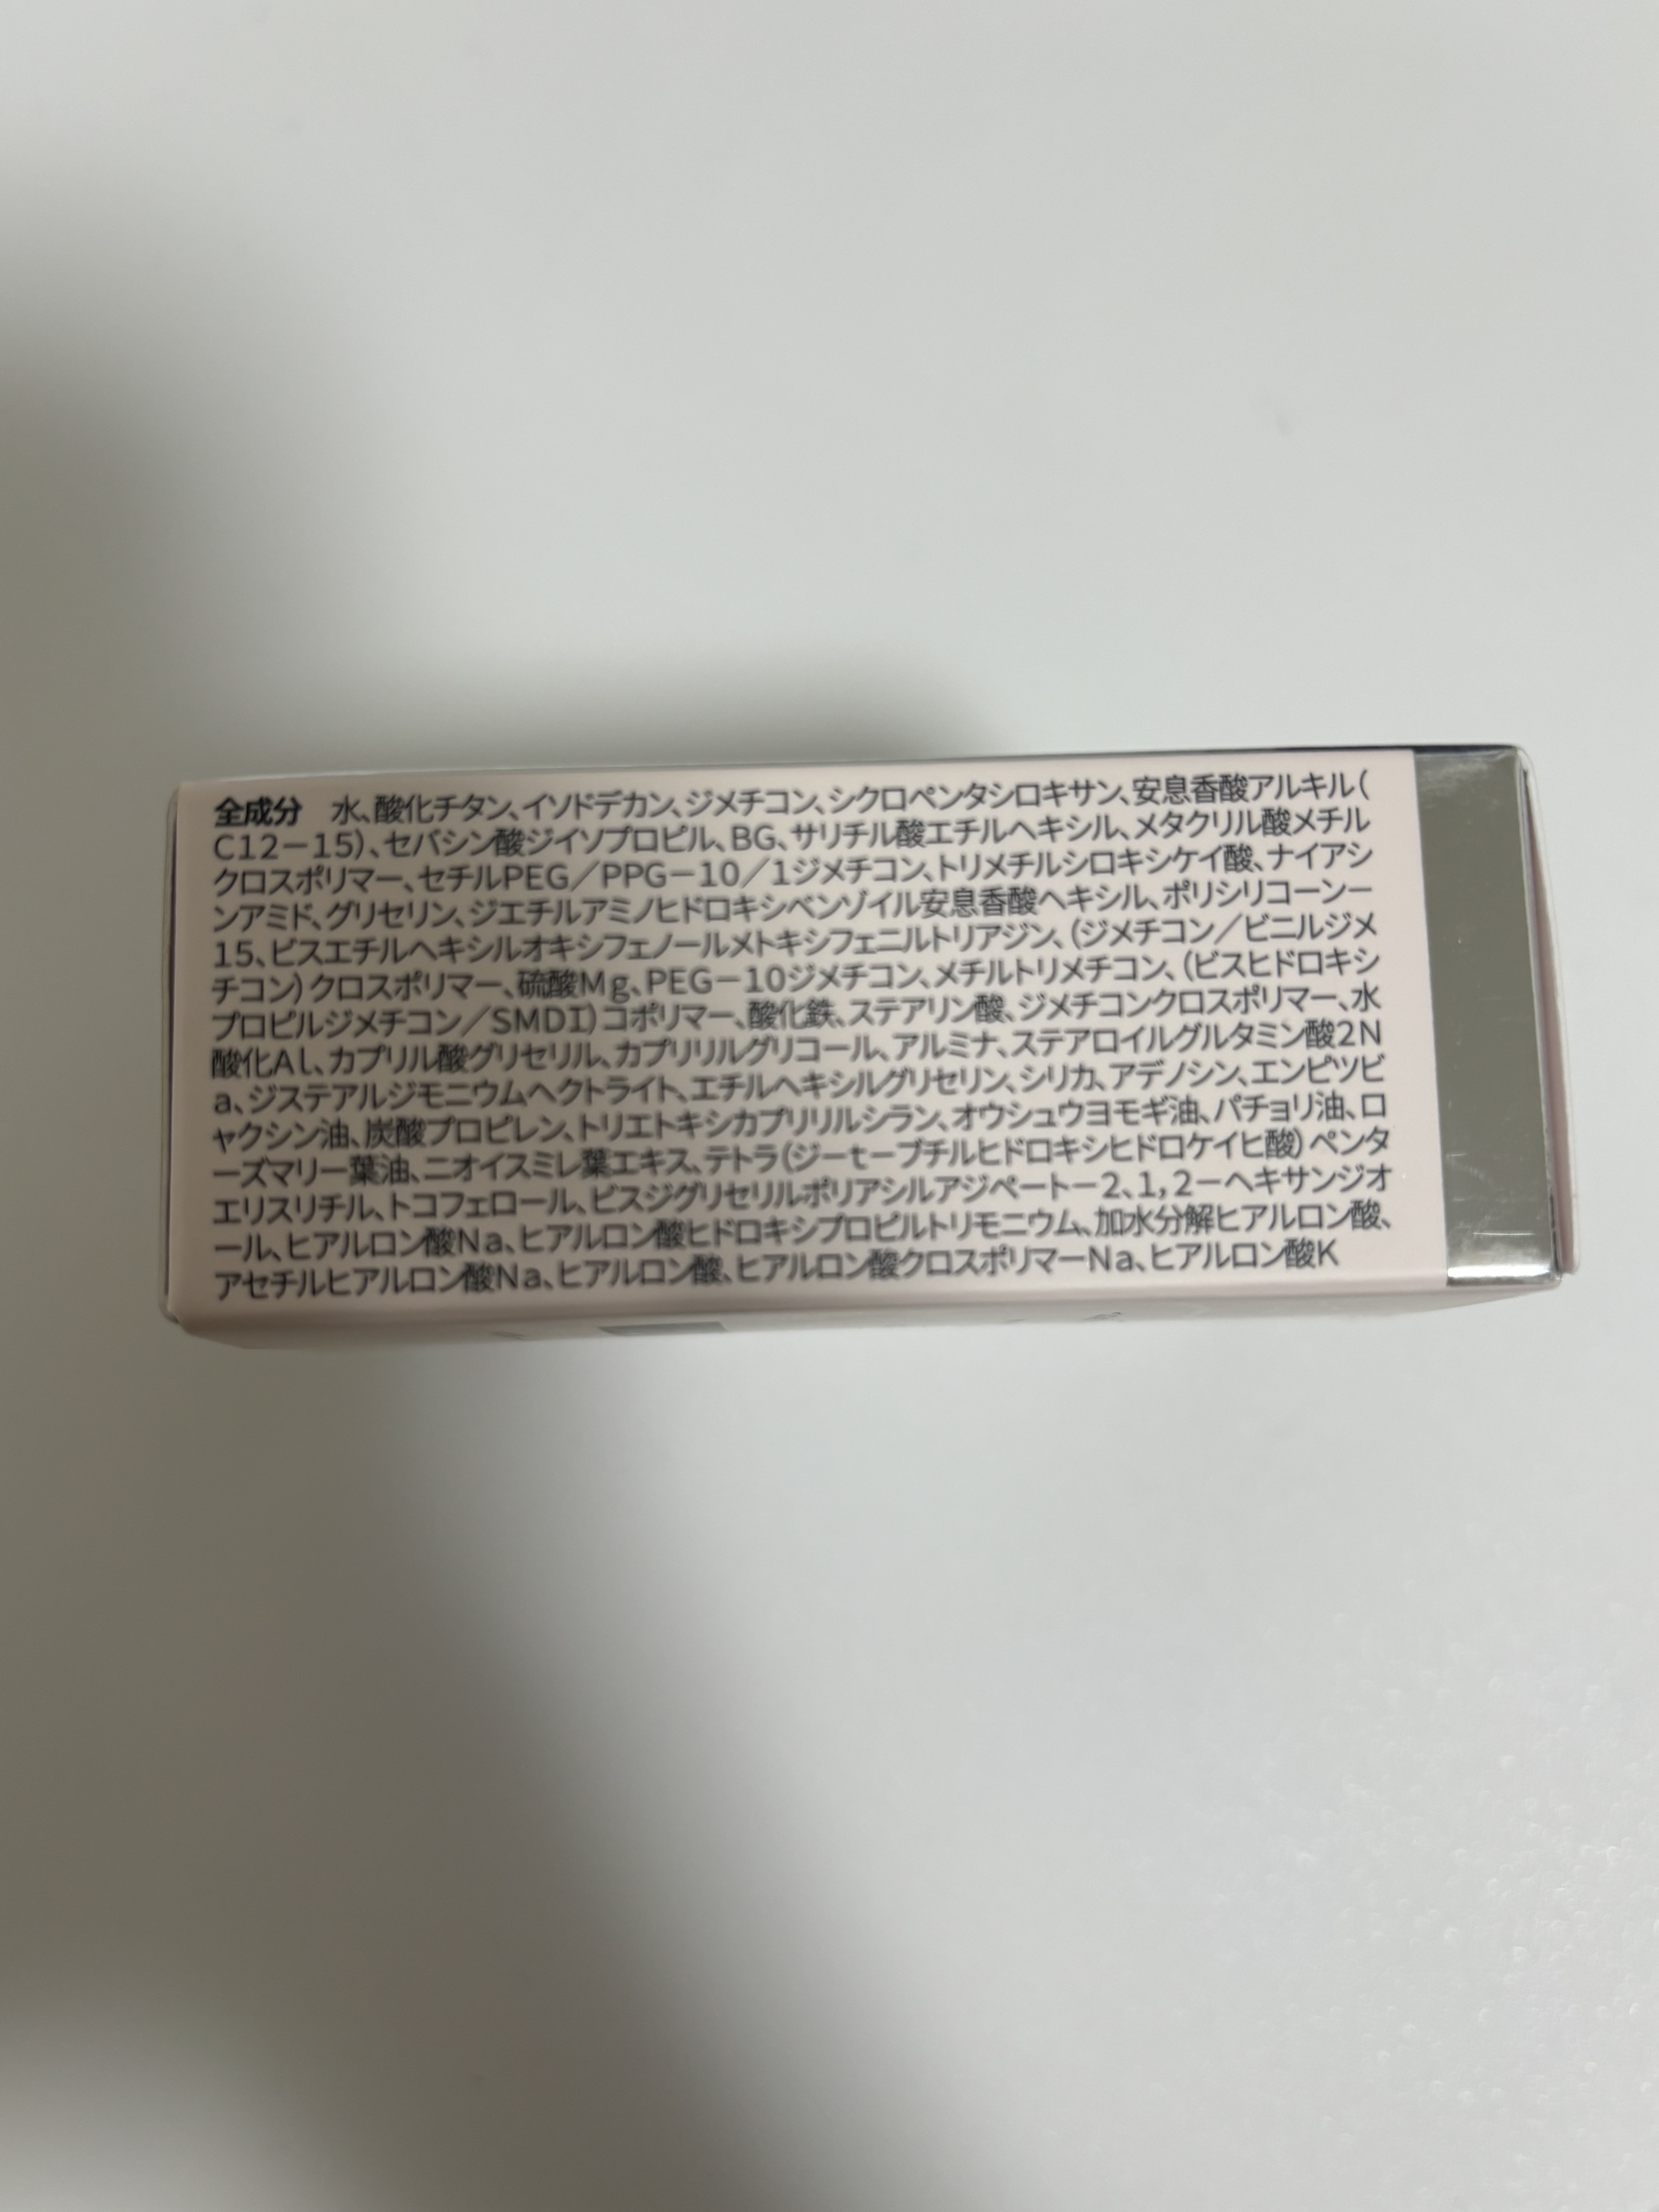 全成分　水、酸化チタン、イソドデカン、ジメチコン、シクロペンタシロキサン、安息香酸アルキル（
C12－15）、セバシン酸ジイソプロピル、BG、サリチル酸エチルヘキシル、メタクリル酸メチル
クロスポリマー、セチルPEG／PPG－10／1ジメチコン、トリメチルシロキシケイ酸、ナイアシ
ンアミド、グリセリン、ジエチルアミノヒドロキシベンゾイル安息香酸ヘキシル、ポリシリコーン－
15、ビスエチルヘキシルオキシフェノールメトキシフェニルトリアジン、（ジメチコン／ビニルジメ
チコン）クロスポリマー、硫酸Mg、PEG－10ジメチコン、メチルトリメチコン、（ビスヒドロキシ
プロピルジメチコン／SMDI）コポリマー、酸化鉄、ステアリン酸、ジメチコンクロスポリマー、水
酸化Al、カプリル酸グリセリル、カプリリルグリコール、アルミナ、ステアロイルグルタミン酸2N
a、ジステアルジモニウムヘクトライト、エチルヘキシルグリセリン、シリカ、アデノシン、エンピツビ
ャクシン油、炭酸プロピレン、トリエトキシカプリリルシラン、オウシュウヨモギ油、パチョリ油、ロ
ーズマリー葉油、ニオイスミレ葉エキス、テトラ（ジーtーブチルヒドロキシヒドロケイヒ酸）ペンタ
エリスリチル、トコフェロール、ビスジグリセリルポリアシルアジペートー2、1，2－ヘキサンジオ
ール、ヒアルロン酸Na、ヒアルロン酸ヒドロキシプロピルトリモニウム、加水分解ヒアルロン酸、
アセチルヒアルロン酸Na、ヒアルロン酸、ヒアルロン酸クロスポリマーNa、ヒアルロン酸K